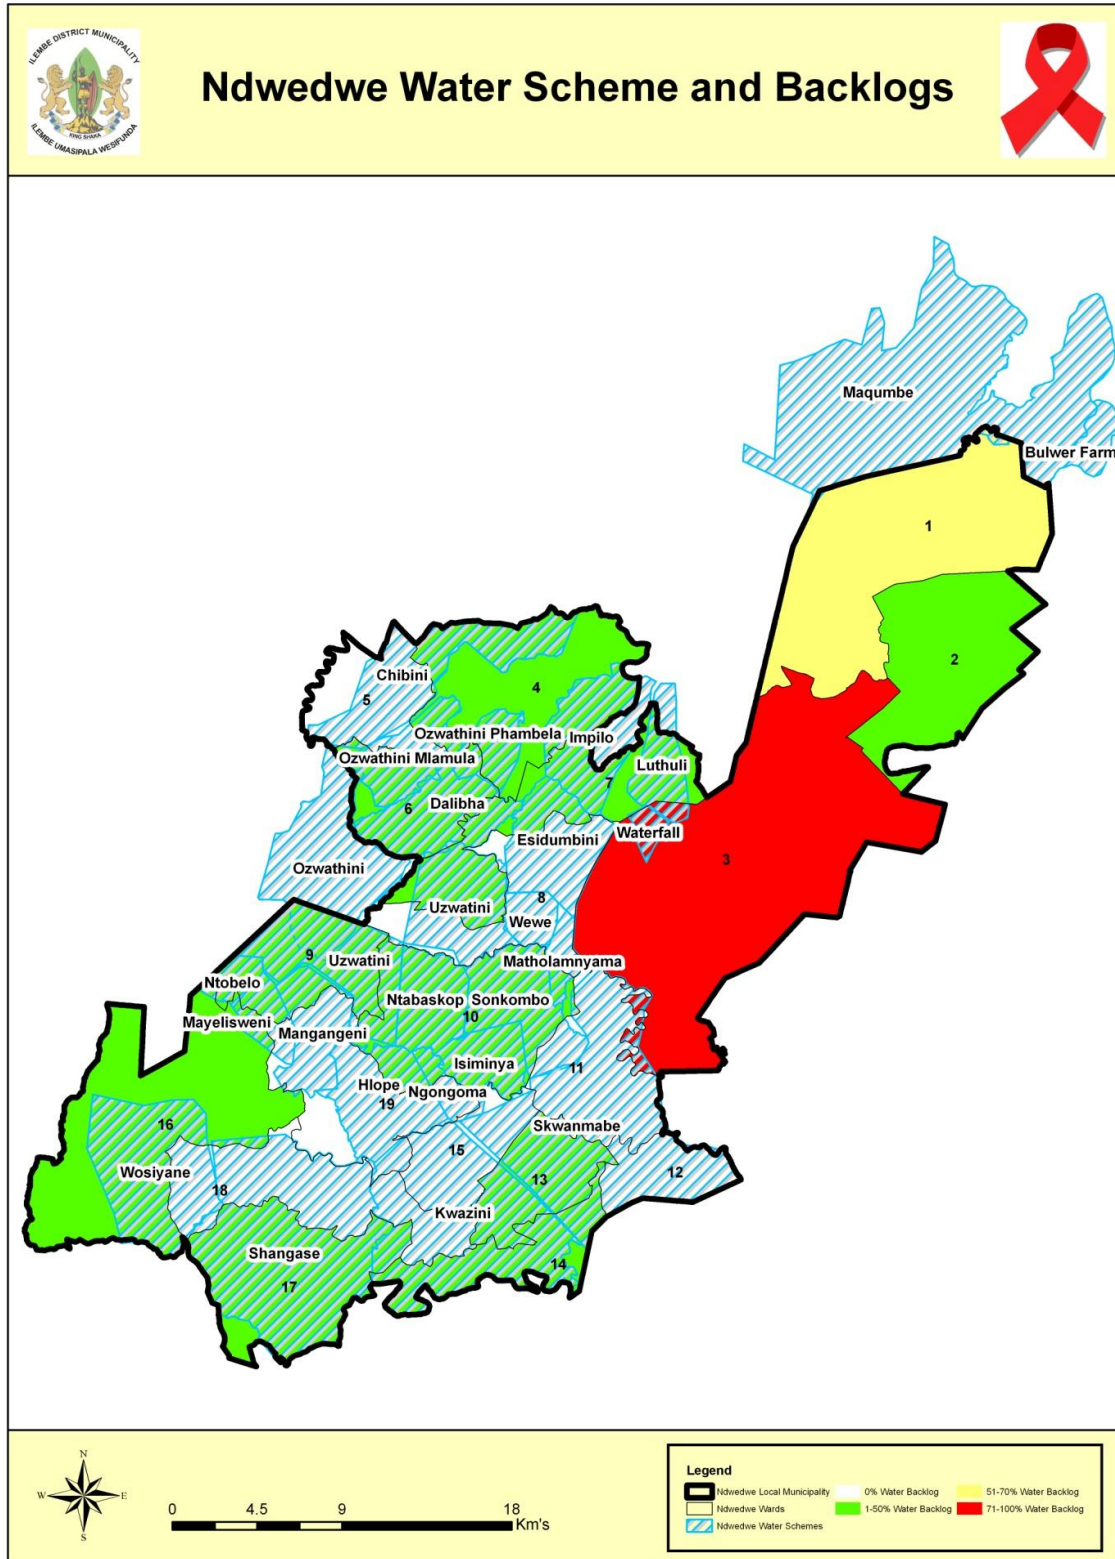 ILEMBE DISTRICT MUNICIPALITY
KING SHAKA
ILEMBE UMASIPALA WESIFUNDA
Ndwedwe Water Scheme and Backlogs
Maqumbe
Bulwer Farm
1
2
Chibini
5
4
Ozwathini Phambela
Impilo
Ozwathini Mlamula
Luthuli
7
Dalibha
6
Esidumbini
Waterfall
3
Ozwathini
8
Uzwatini
Wewe
9
Uzwatini
Matholamnyama
Ntobelo
Ntabaskop
Sonkombo
10
Mayelisweni
Mangangeni
Isiminya
11
Hlope
Ngongoma
19
Skwanmabe
16
15
12
Wosiyane
13
18
Kwazini
Shangase
14
17
N
W
E
S
0
4.5
9
18
Km's
Legend
Ndwedwe Local Municipality
0% Water Backlog
51-70% Water Backlog
Ndwedwe Wards
1-50% Water Backlog
71-100% Water Backlog
Ndwedwe Water Schemes